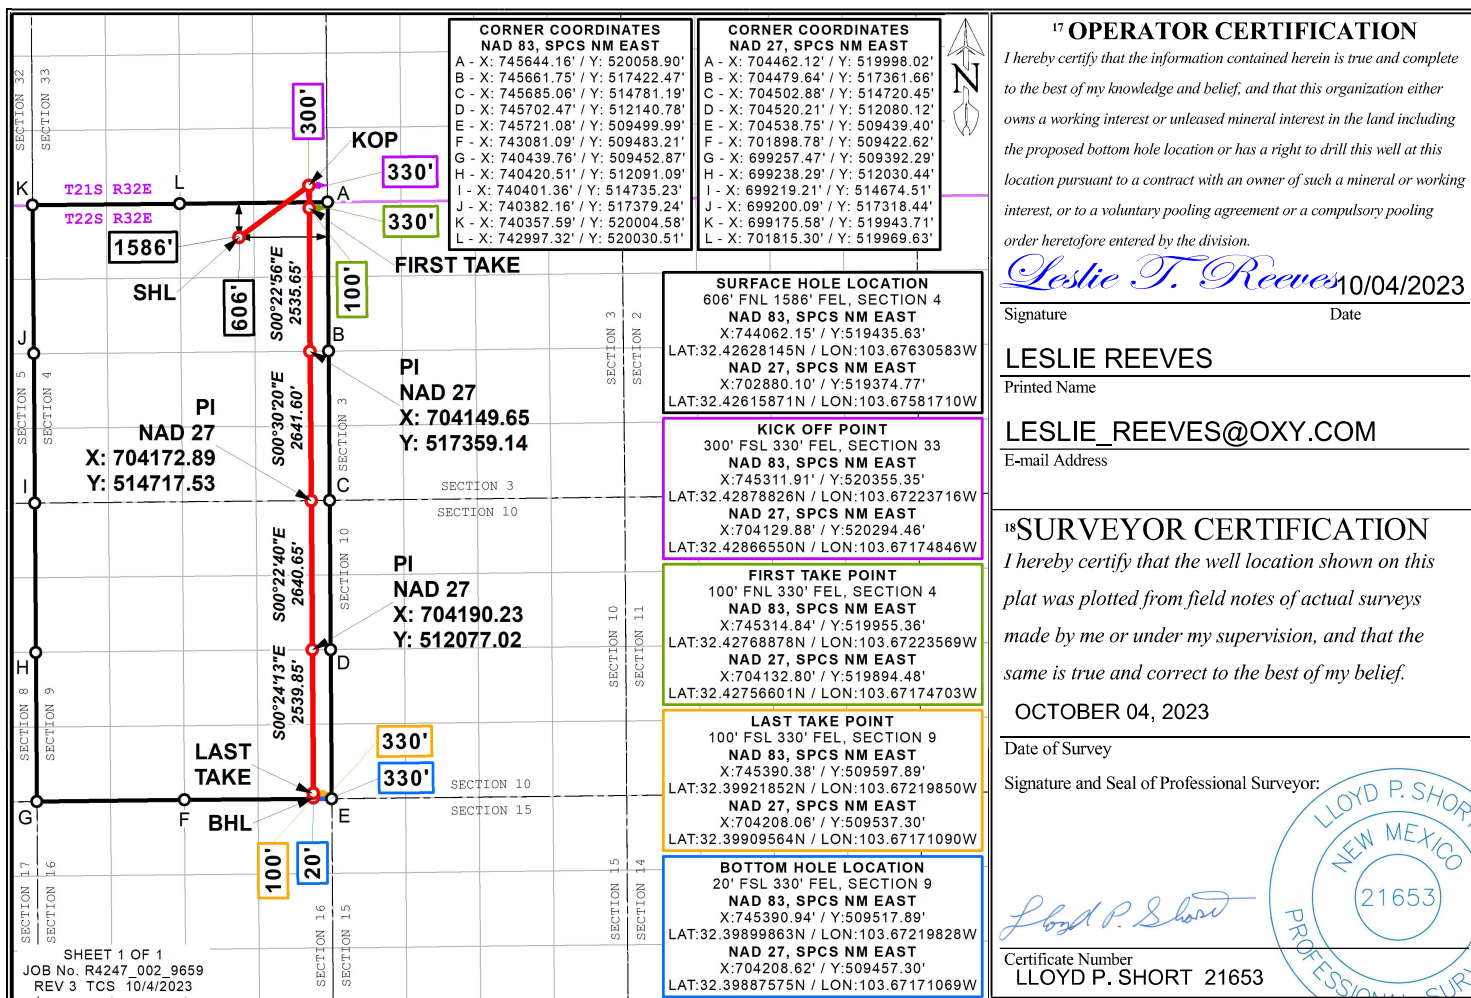 SECTION 32
SECTION 33
300'
KOP
330'
K
T21S R32E
L
A
T22S R32E
330'
1586'
FIRST TAKE
SHL
606'
S00°22'56"E
2535.65'
100'
SECTION 3
SECTION 2
J
B
SECTION 5
SECTION 4
PI
NAD 27
X: 704149.65
Y: 517359.14
PI
NAD 27
X: 704172.89
Y: 514717.53
S00°30'20"E
2641.60'
SECTION 3
I
C
SECTION 3
SECTION 10
S00°22'40"E
2640.65'
SECTION 10
PI
NAD 27
X: 704190.23
Y: 512077.02
SECTION 10
SECTION 11
H
D
SECTION 8
SECTION 9
S00°24'13"E
2539.85'
LAST
TAKE
330'
330'
SECTION 10
SECTION 15
G
F
BHL
E
100'
20'
SECTION 17
SECTION 16
SECTION 16
SECTION 15
SECTION 15
SECTION 14
SHEET 1 OF 1
JOB No. R4247_002_9659
REV 3 TCS 10/4/2023
CORNER COORDINATES
NAD 83, SPCS NM EAST
A - X: 745644.16' / Y: 520058.90'
B - X: 745661.75' / Y: 517422.47'
C - X: 745685.06' / Y: 514781.19'
D - X: 745702.47' / Y: 512140.78'
E - X: 745721.08' / Y: 509499.99'
F - X: 743081.09' / Y: 509483.21'
G - X: 740439.76' / Y: 509452.87'
H - X: 740420.51' / Y: 512091.09'
I - X: 740401.36' / Y: 514735.23'
J - X: 740382.16' / Y: 517379.24'
K - X: 740357.59' / Y: 520004.58'
L - X: 742997.32' / Y: 520030.51'
CORNER COORDINATES
NAD 27, SPCS NM EAST
A - X: 704462.12' / Y: 519998.02'
B - X: 704479.64' / Y: 517361.66'
C - X: 704502.88' / Y: 514720.45'
D - X: 704520.21' / Y: 512080.12'
E - X: 704538.75' / Y: 509439.40'
F - X: 701898.78' / Y: 509422.62'
G - X: 699257.47' / Y: 509392.29'
H - X: 699238.29' / Y: 512030.44'
I - X: 699219.21' / Y: 514674.51'
J - X: 699200.09' / Y: 517318.44'
K - X: 699175.58' / Y: 519943.71'
L - X: 701815.30' / Y: 519969.63'
N
SURFACE HOLE LOCATION
606' FNL 1586' FEL, SECTION 4
NAD 83, SPCS NM EAST
X:744062.15' / Y:519435.63'
LAT:32.42628145N / LON:103.67630583W
NAD 27, SPCS NM EAST
X:702880.10' / Y:519374.77'
LAT:32.42615871N / LON:103.67581710W
KICK OFF POINT
300' FSL 330' FEL, SECTION 33
NAD 83, SPCS NM EAST
X:745311.91' / Y:520355.35'
LAT:32.42878826N / LON:103.67223716W
NAD 27, SPCS NM EAST
X:704129.88' / Y:520294.46'
LAT:32.42866550N / LON:103.67174846W
FIRST TAKE POINT
100' FNL 330' FEL, SECTION 4
NAD 83, SPCS NM EAST
X:745314.84' / Y:519955.36'
LAT:32.42768878N / LON:103.67223569W
NAD 27, SPCS NM EAST
X:704132.80' / Y:519894.48'
LAT:32.42756601N / LON:103.67174703W
LAST TAKE POINT
100' FSL 330' FEL, SECTION 9
NAD 83, SPCS NM EAST
X:745390.38' / Y:509597.89'
LAT:32.39921852N / LON:103.67219850W
NAD 27, SPCS NM EAST
X:704208.06' / Y:509537.30'
LAT:32.39909564N / LON:103.67171090W
BOTTOM HOLE LOCATION
20' FSL 330' FEL, SECTION 9
NAD 83, SPCS NM EAST
X:745390.94' / Y:509517.89'
LAT:32.39899863N / LON:103.67219828W
NAD 27, SPCS NM EAST
X:704208.62' / Y:509457.30'
LAT:32.39887575N / LON:103.67171069W
17 OPERATOR CERTIFICATION
I hereby certify that the information contained herein is true and complete
to the best of my knowledge and belief, and that this organization either
owns a working interest or unleased mineral interest in the land including
the proposed bottom hole location or has a right to drill this well at this
location pursuant to a contract with an owner of such a mineral or working
interest, or to a voluntary pooling agreement or a compulsory pooling
order heretofore entered by the division.
Leslie T. Reeves 10/04/2023
Signature Date
LESLIE REEVES
Printed Name
LESLIE_REEVES@OXY.COM
E-mail Address
18 SURVEYOR CERTIFICATION
I hereby certify that the well location shown on this
plat was plotted from field notes of actual surveys
made by me or under my supervision, and that the
same is true and correct to the best of my belief.
OCTOBER 04, 2023
Date of Survey
Signature and Seal of Professional Surveyor:
LLOYD P. SHORT
NEW MEXICO
21653
PROFESSIONAL SUR
Lloyd P. Short
Certificate Number
LLOYD P. SHORT 21653